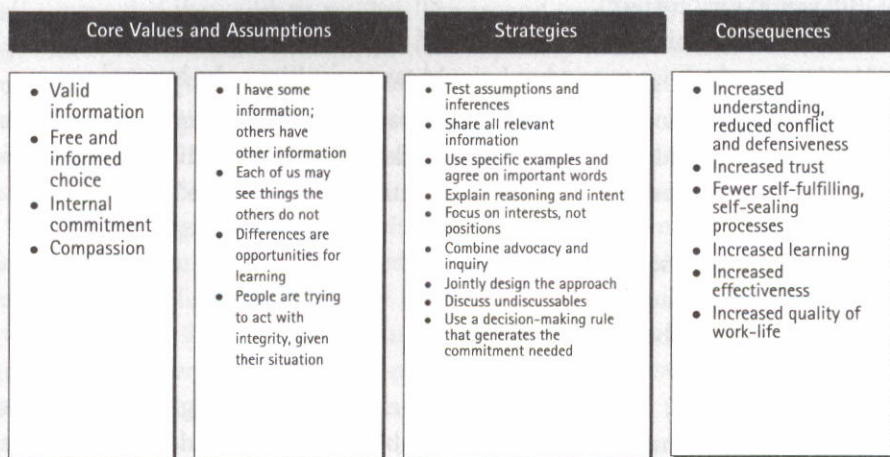 Core Values and Assumptions
Strategies
Consequences
• Valid
information
• Free and
informed
choice
• Internal
commitment
• Compassion
• I have some
information;
others have
other information
• Each of us may
see things the
others do not
• Differences are
opportunities for
learning
• People are trying
to act with
integrity, given
their situation
• Test assumptions and
inferences
• Share all relevant
information
• Use specific examples and
agree on important words
• Explain reasoning and intent
• Focus on interests, not
positions
• Combine advocacy and
inquiry
• Jointly design the approach
• Discuss undiscussables
• Use a decision-making rule
that generates the
commitment needed
• Increased
understanding,
reduced conflict
and defensiveness
• Increased trust
• Fewer self-fulfilling,
self-sealing
processes
• Increased learning
• Increased
effectiveness
• Increased quality of
work-life